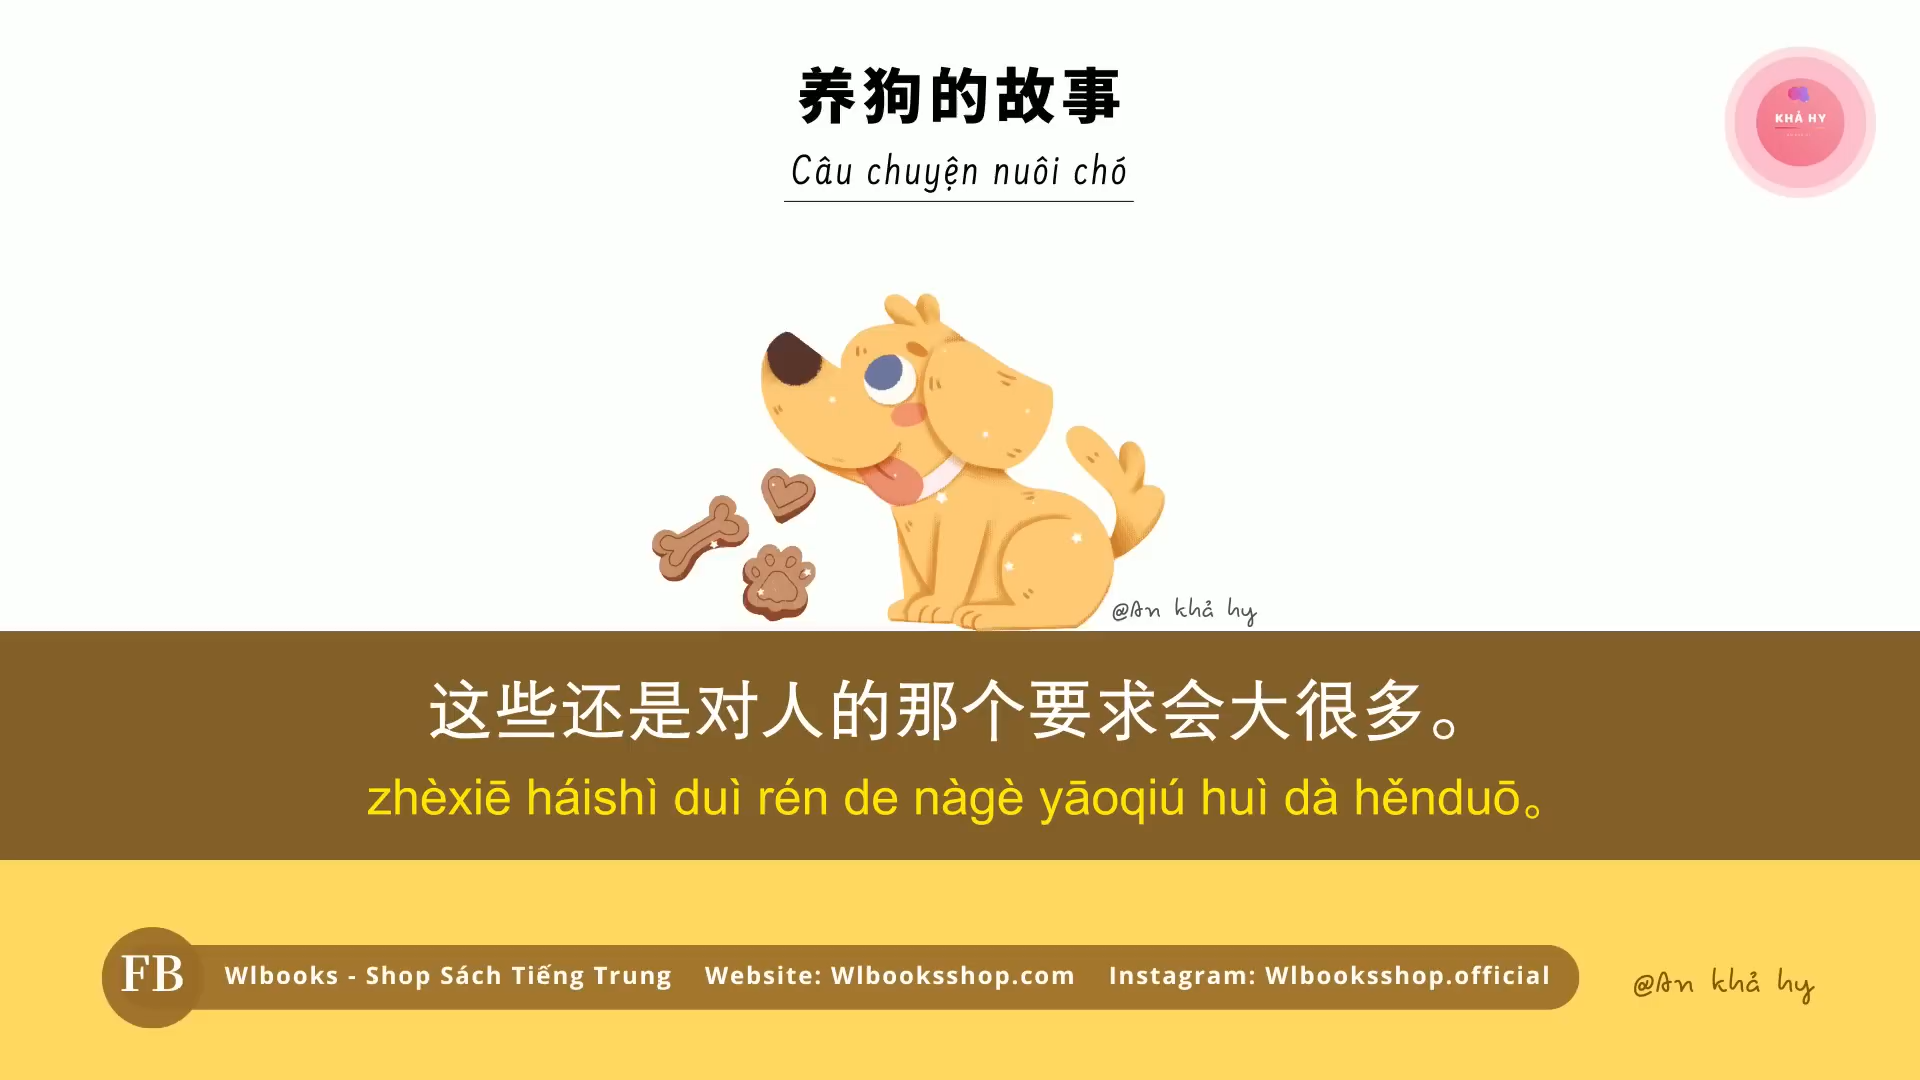 养狗的故事
Câu chuyện nuôi chó
KHẢ HY
@An khả hy
这些还是对人的那个要求会大很多。
zhèxiē háishì duì rén de nàgè yāoqiú huì dà hěnduō。
FB
Wlbooks - Shop Sách Tiếng Trung Website: Wlbooksshop.com Instagram: Wlbooksshop.official
@An khả hy